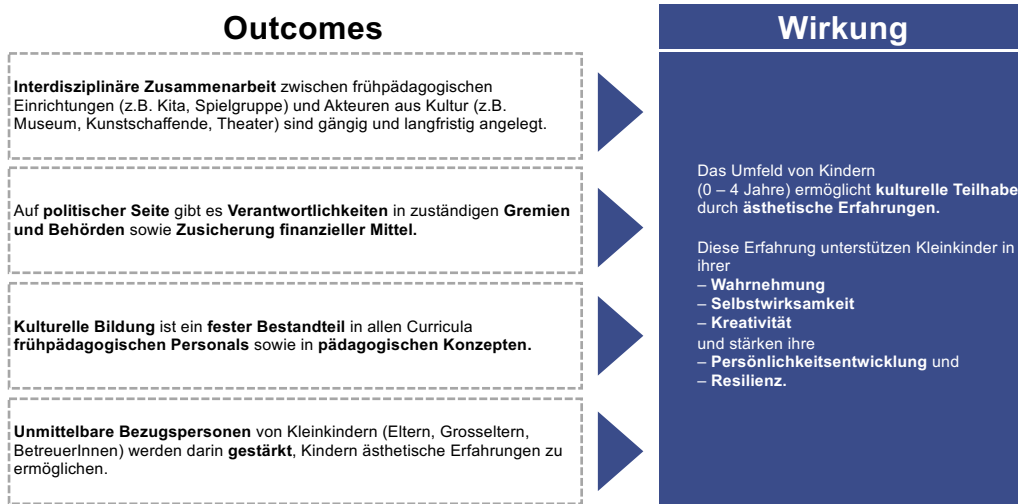 Outcomes
Interdisziplinäre Zusammenarbeit zwischen frühpädagogischen
Einrichtungen (z.B. Kita, Spielgruppe) und Akteuren aus Kultur (z.B.
Museum, Kunstschaffende, Theater) sind gängig und langfristig angelegt.
Auf politischer Seite gibt es Verantwortlichkeiten in zuständigen Gremien
und Behörden sowie Zusicherung finanzieller Mittel.
Kulturelle Bildung ist ein fester Bestandteil in allen Curricula
frühpädagogischen Personals sowie in pädagogischen Konzepten.
Unmittelbare Bezugspersonen von Kleinkindern (Eltern, Grosseltern,
BetreuerInnen) werden darin gestärkt, Kindern ästhetische Erfahrungen zu
ermöglichen.
Wirkung
Das Umfeld von Kindern
(0 – 4 Jahre) ermöglicht kulturelle Teilhabe
durch ästhetische Erfahrungen.
Diese Erfahrung unterstützen Kleinkinder in
ihrer
– Wahrnehmung
– Selbstwirksamkeit
– Kreativität
und stärken ihre
– Persönlichkeitsentwicklung und
– Resilienz.